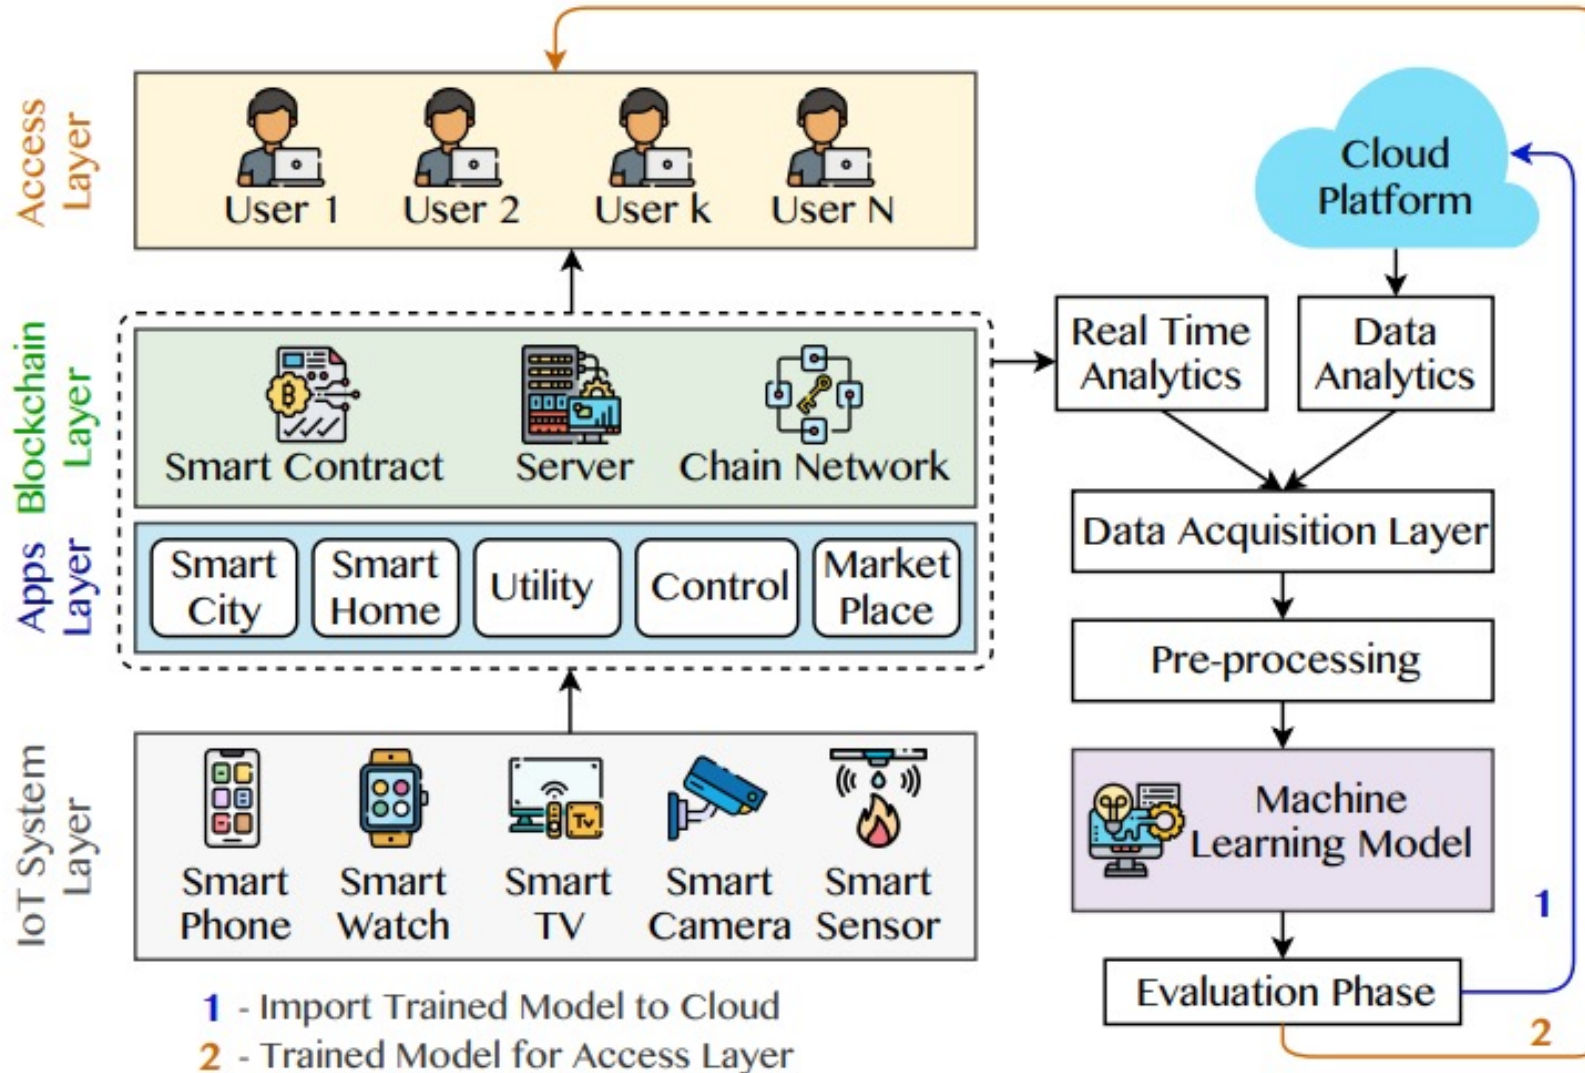 Access
Layer
User 1
User 2
User k
User N
Cloud
Platform
Blockchain
Layer
Smart Contract
Server
Chain Network
Real Time
Analytics
Data
Analytics
Apps
Layer
Smart
City
Smart
Home
Utility
Control
Market
Place
Data Acquisition Layer
Pre-processing
IoT System
Layer
Smart
Phone
Smart
Watch
Tv
Smart
TV
Smart
Camera
Smart
Sensor
Machine
Learning Model
1
Evaluation Phase
2
1 - Import Trained Model to Cloud
2 - Trained Model for Access Layer